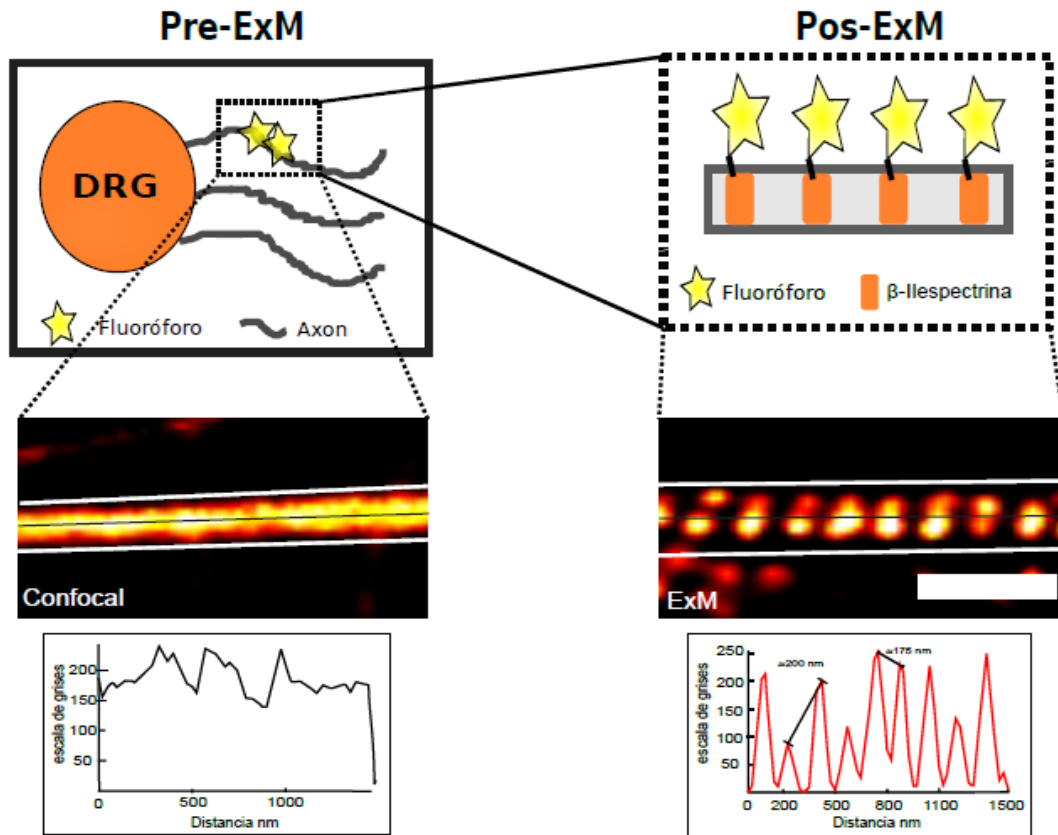 Pre-ExM
Pos-ExM
DRG
Fluoróforo
Axon
Fluoróforo
β-IIespectrina
Confocal
ExM
escala de grises
200
150
100
50
0
500
1000
Distancia nm
escala de grises
250
200
150
100
50
≃200 nm
≃175 nm
0
200
500
800
1100
1500
Distancia nm